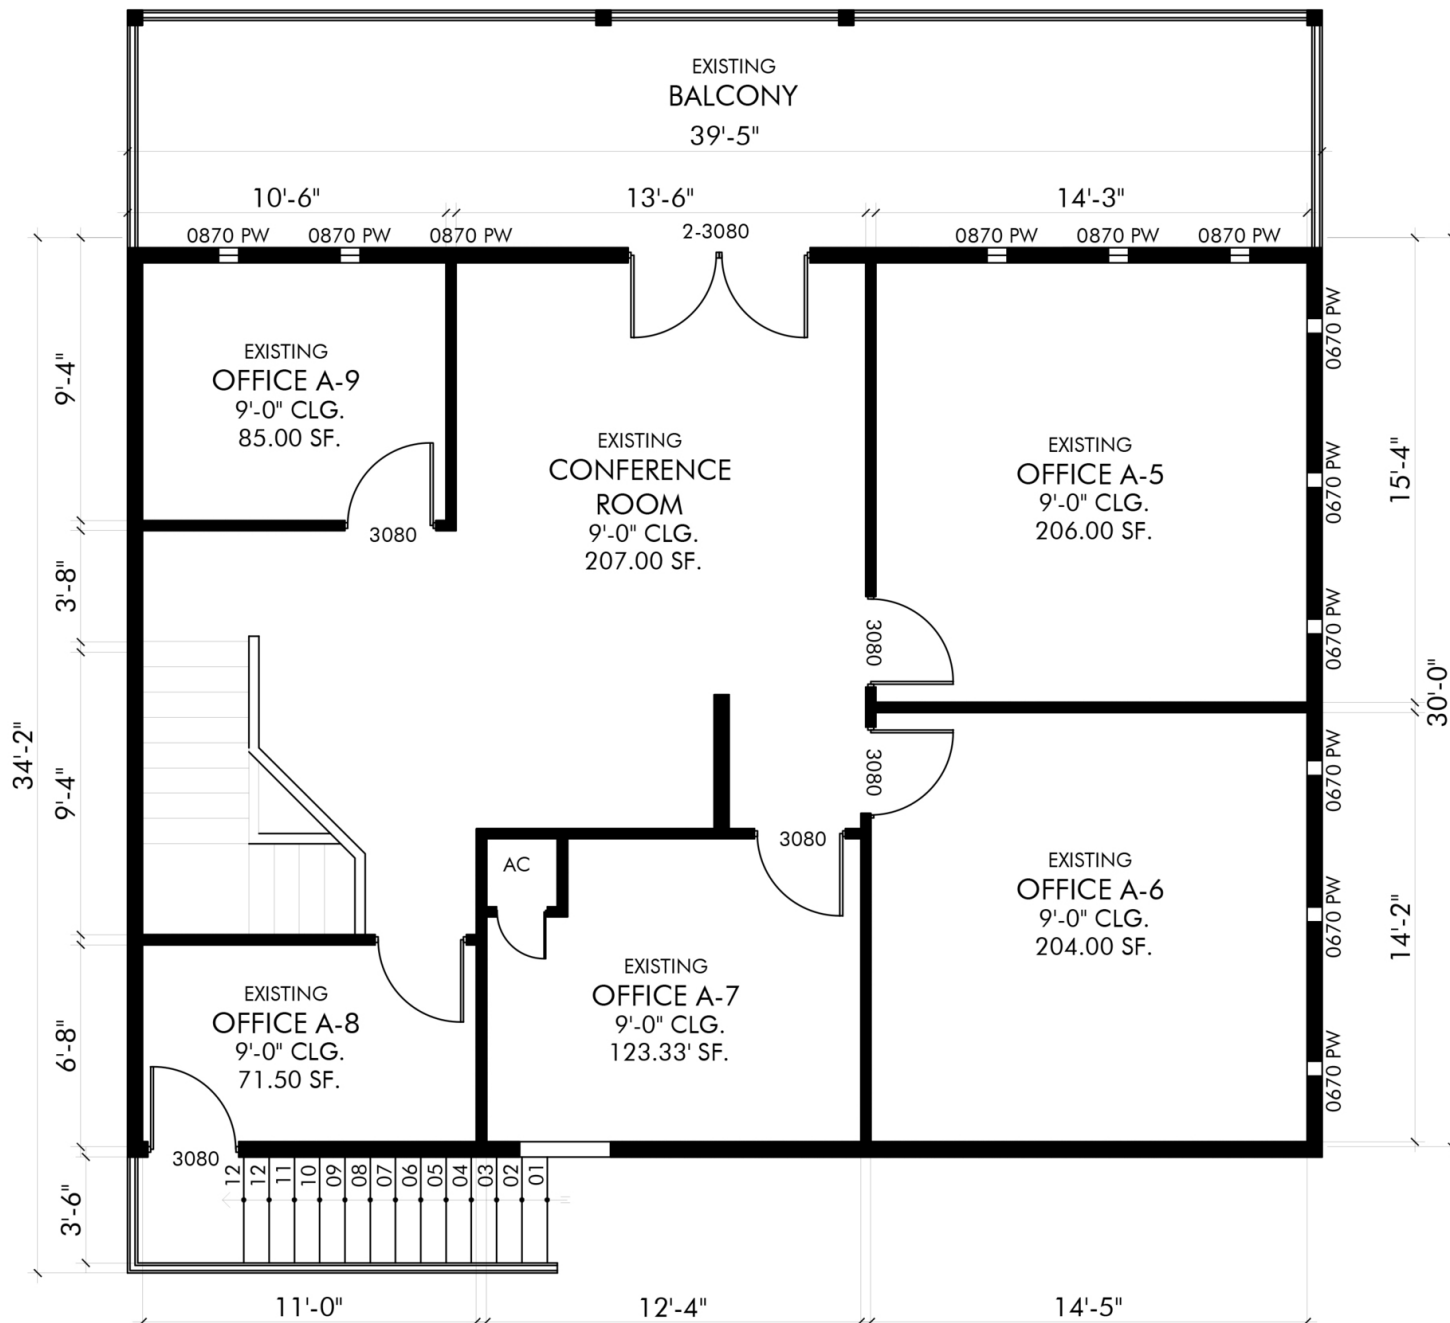 EXISTING
BALCONY
39'-5"
10'-6"
13'-6"
14'-3"
0870 PW
0870 PW
0870 PW
2-3080
0870 PW
0870 PW
0870 PW
0670 PW
0670 PW
0670 PW
0670 PW
0670 PW
0670 PW
34'-2"
9'-4"
3'-8"
9'-4"
6'-8"
3'-6"
15'-4"
14'-2"
30'-0"
EXISTING
OFFICE A-9
9'-0" CLG.
85.00 SF.
3080
EXISTING
CONFERENCE
ROOM
9'-0" CLG.
207.00 SF.
EXISTING
OFFICE A-5
9'-0" CLG.
206.00 SF.
3080
3080
3080
AC
EXISTING
OFFICE A-6
9'-0" CLG.
204.00 SF.
EXISTING
OFFICE A-7
9'-0" CLG.
123.33' SF.
EXISTING
OFFICE A-8
9'-0" CLG.
71.50 SF.
3080
12 12 11 10 09 08 07 06 05 04 03 02 01
11'-0"
12'-4"
14'-5"